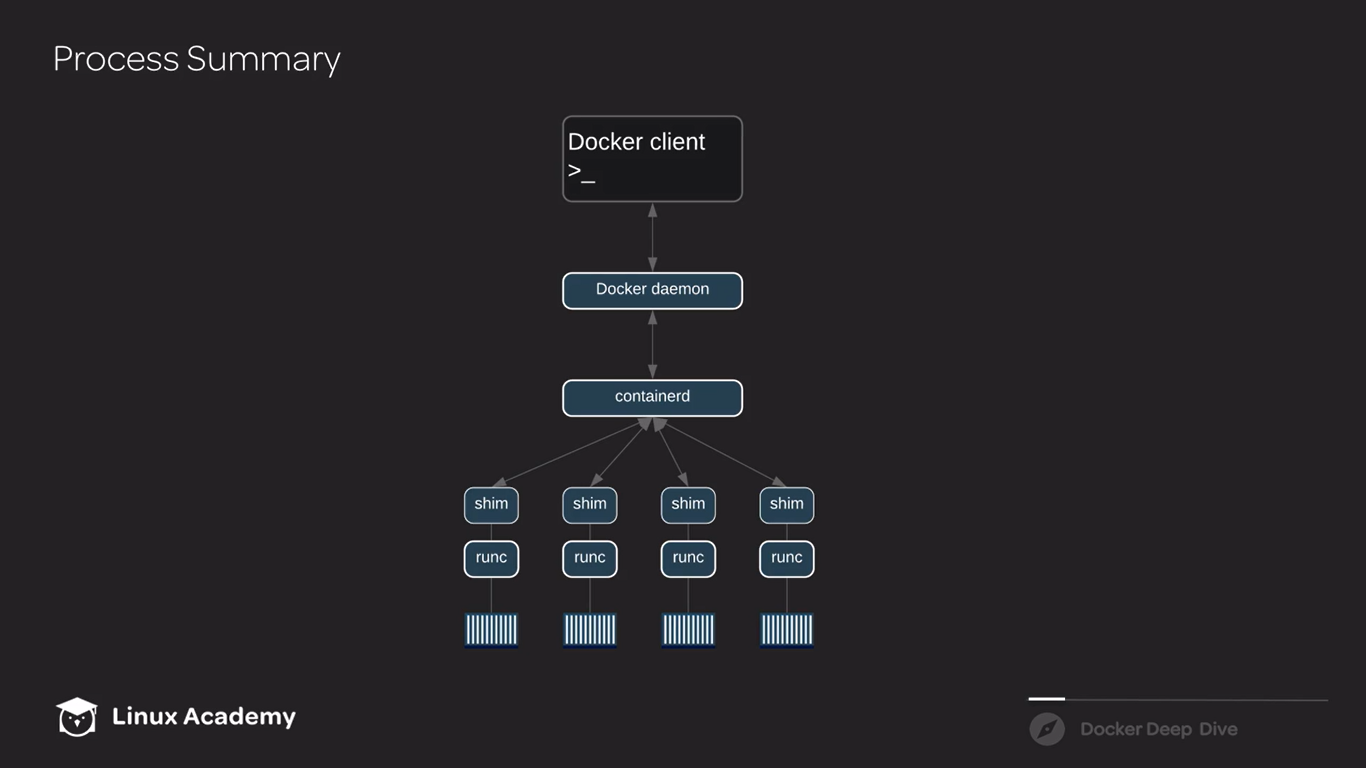 Process Summary
Docker client
>_
Docker daemon
containerd
shim shim shim shim
runc runc runc runc
Linux Academy
Docker Deep Dive